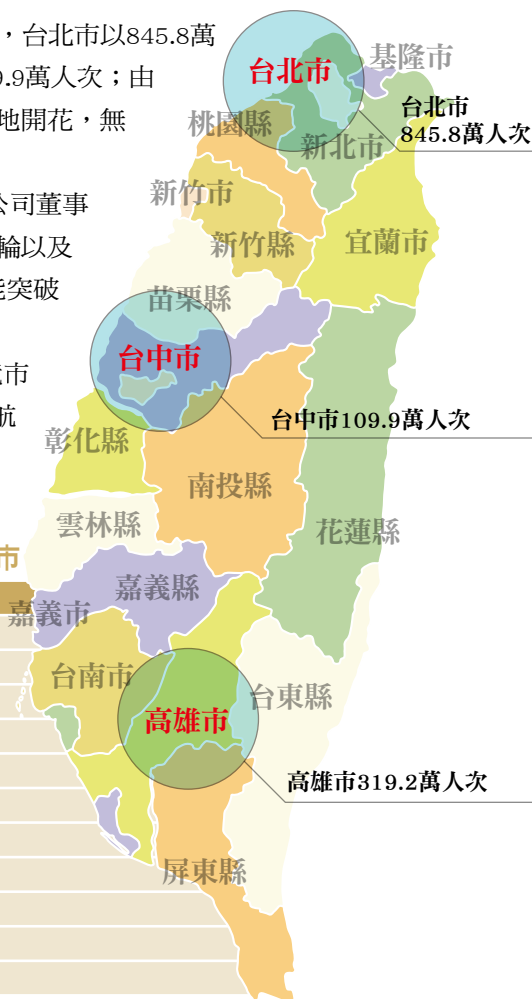 ，台北市以845.8萬
9.9萬人次；由
地開花，無
公司董事
輪以及
能突破
市
航
市
基隆市
台北市
台北市
845.8萬人次
桃園縣
新北市
新竹市
新竹縣
宜蘭市
苗栗縣
台中市
台中市109.9萬人次
彰化縣
南投縣
雲林縣
花蓮縣
嘉義縣
嘉義市
台南市
台東縣
高雄市
高雄市319.2萬人次
屏東縣